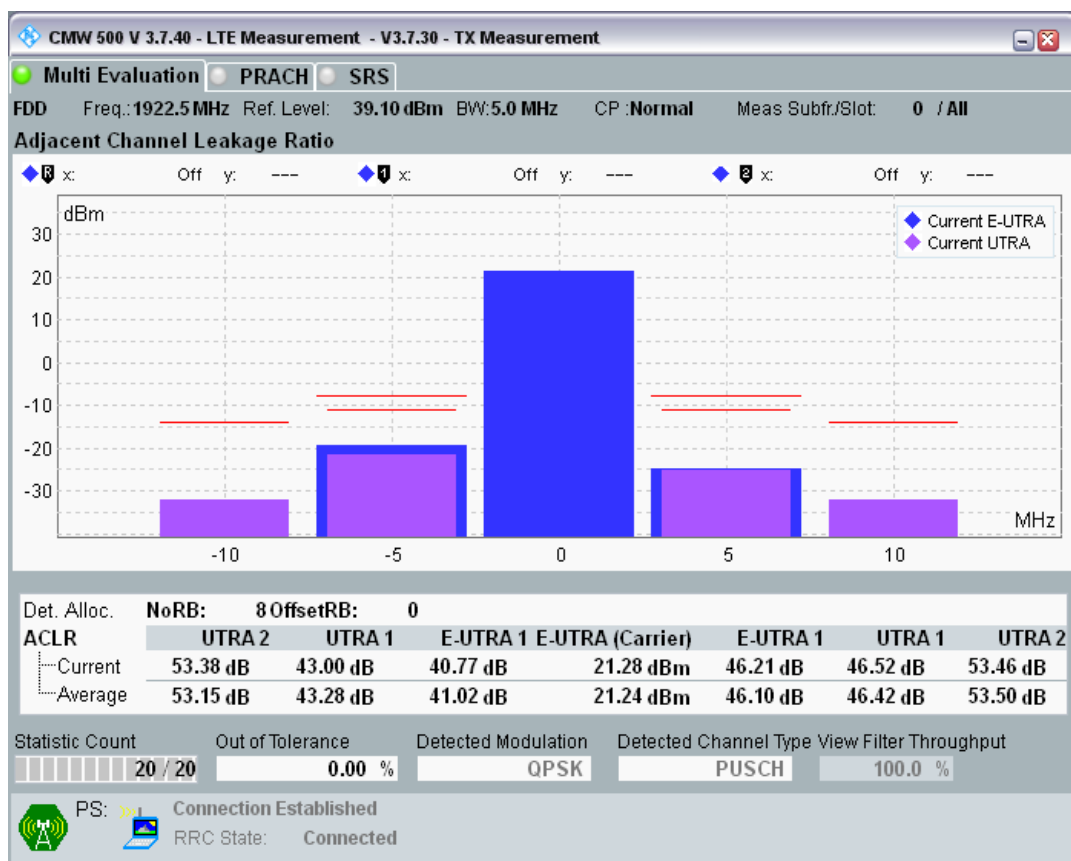 CMW 500 V 3.7.40 - LTE Measurement - V3.7.30 - TX Measurement
Multi Evaluation PRACH SRS
FDD Freq.: 1922.5 MHz Ref. Level: 39.10 dBm BW: 5.0 MHz CP :Normal Meas Subfr./Slot: 0 / All
Adjacent Channel Leakage Ratio
R x: Off y: --- 1 x: Off y: --- 2 x: Off y: ---
dBm
Current E-UTRA
Current UTRA
30
20
10
0
-10
-20
-30
MHz
-10 -5 0 5 10
Det. Alloc. NoRB: 8 OffsetRB: 0
ACLR UTRA 2 UTRA 1 E-UTRA 1 E-UTRA (Carrier) E-UTRA 1 UTRA 1 UTRA 2
Current 53.38 dB 43.00 dB 40.77 dB 21.28 dBm 46.21 dB 46.52 dB 53.46 dB
Average 53.15 dB 43.28 dB 41.02 dB 21.24 dBm 46.10 dB 46.42 dB 53.50 dB
Statistic Count Out of Tolerance Detected Modulation Detected Channel Type View Filter Throughput
20 / 20 0.00 % QPSK PUSCH 100.0 %
PS: Connection Established
RRC State: Connected